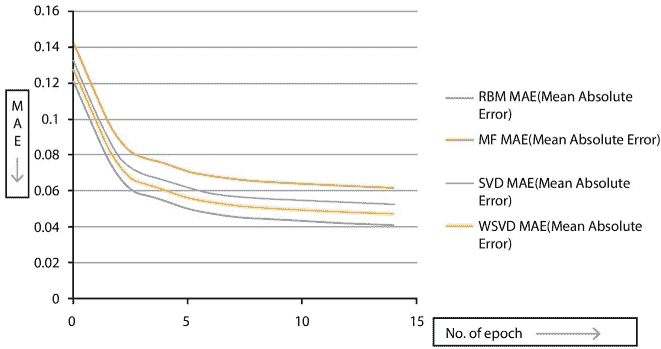 0.16
0.14
0.12
0.1
0.08
0.06
0.04
0.02
0
M
A
E
0
5
10
15
No. of epoch
RBM MAE(Mean Absolute
Error)
MF MAE(Mean Absolute Error)
SVD MAE(Mean Absolute
Error)
WSVD MAE(Mean Absolute
Error)